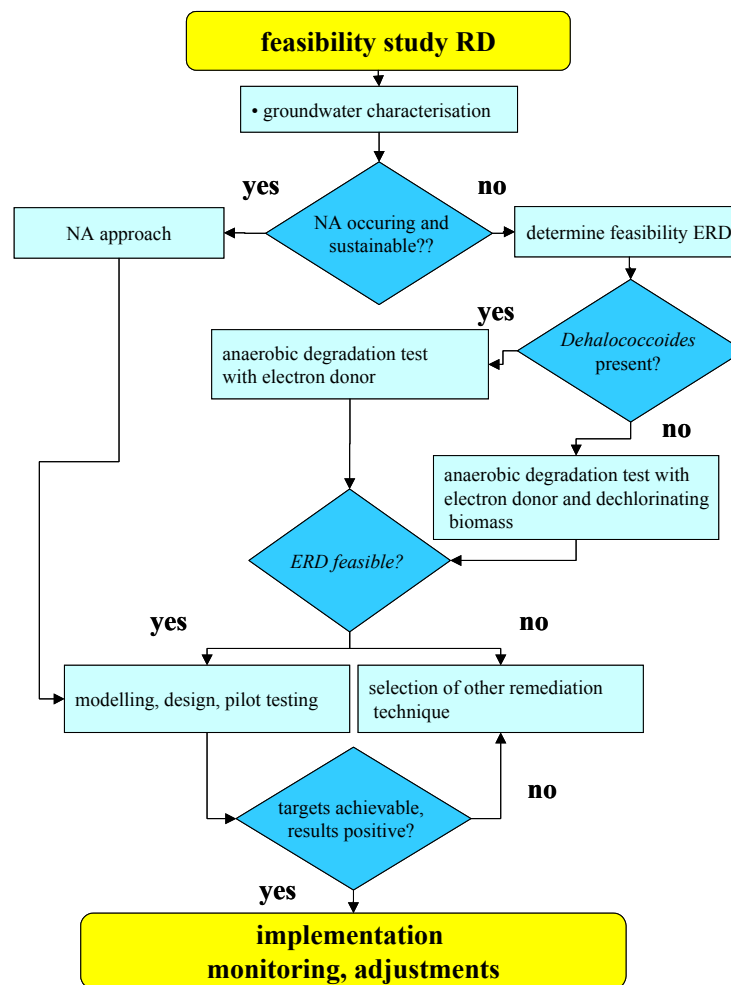 feasibility study RD
• groundwater characterisation
yes
no
NA occuring and
sustainable??
NA approach
determine feasibility ERD
yes
Dehalococcoides
present?
anaerobic degradation test
with electron donor
no
anaerobic degradation test with
electron donor and dechlorinating
biomass
ERD feasible?
yes
no
modelling, design, pilot testing
selection of other remediation
technique
targets achievable,
results positive?
no
yes
implementation
monitoring, adjustments